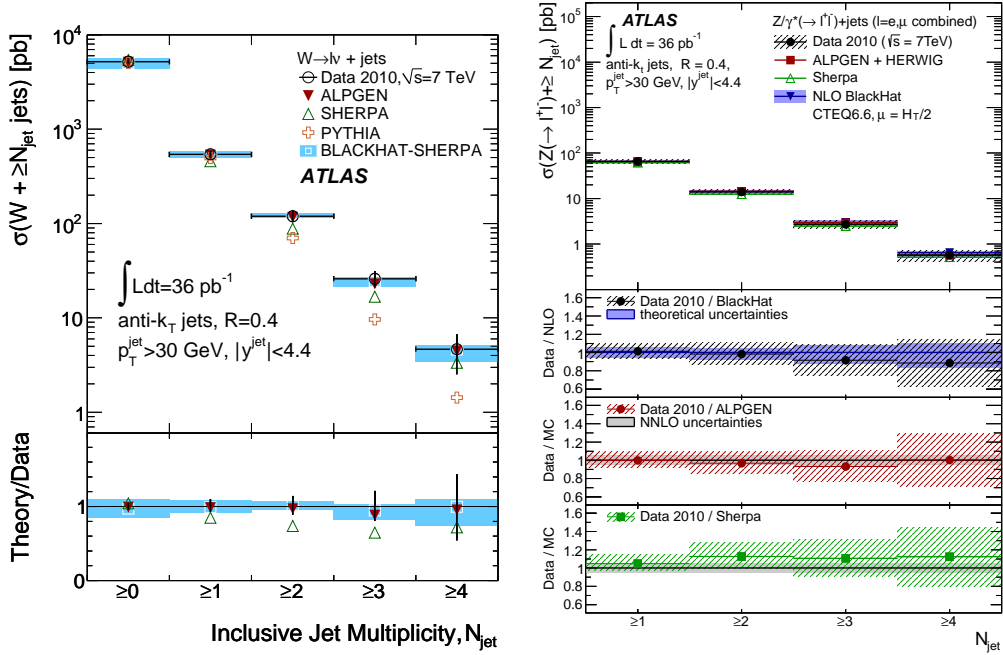 σ(W + ≥N_jet jets) [pb]
10^4
10^3
10^2
10
1
W→lν + jets
Data 2010, √s=7 TeV
ALPGEN
SHERPA
PYTHIA
BLACKHAT-SHERPA
ATLAS
∫Ldt=36 pb^-1
anti-k_T jets, R=0.4
p_T^jet>30 GeV, |y^jet|<4.4
Theory/Data
1
0
≥0 ≥1 ≥2 ≥3 ≥4
Inclusive Jet Multiplicity, N_jet
σ(Z(→ l^+l^-)+≥ N_jet) [pb]
10^5
10^4
10^3
10^2
10
1
ATLAS
∫ L dt = 36 pb^-1
anti-k_t jets, R = 0.4,
p_T^jet>30 GeV, |y^jet|<4.4
Z/γ*(→ l^+l^-)+jets (l=e,μ combined)
Data 2010 (√s = 7TeV)
ALPGEN + HERWIG
Sherpa
NLO BlackHat
CTEQ6.6, μ = H_T/2
Data / NLO
1.6
1.4
1.2
1
0.8
0.6
Data 2010 / BlackHat
theoretical uncertainties
Data / MC
1.6
1.4
1.2
1
0.8
0.6
Data 2010 / ALPGEN
NNLO uncertainties
Data / MC
1.6
1.4
1.2
1
0.8
0.6
Data 2010 / Sherpa
≥1 ≥2 ≥3 ≥4
N_jet